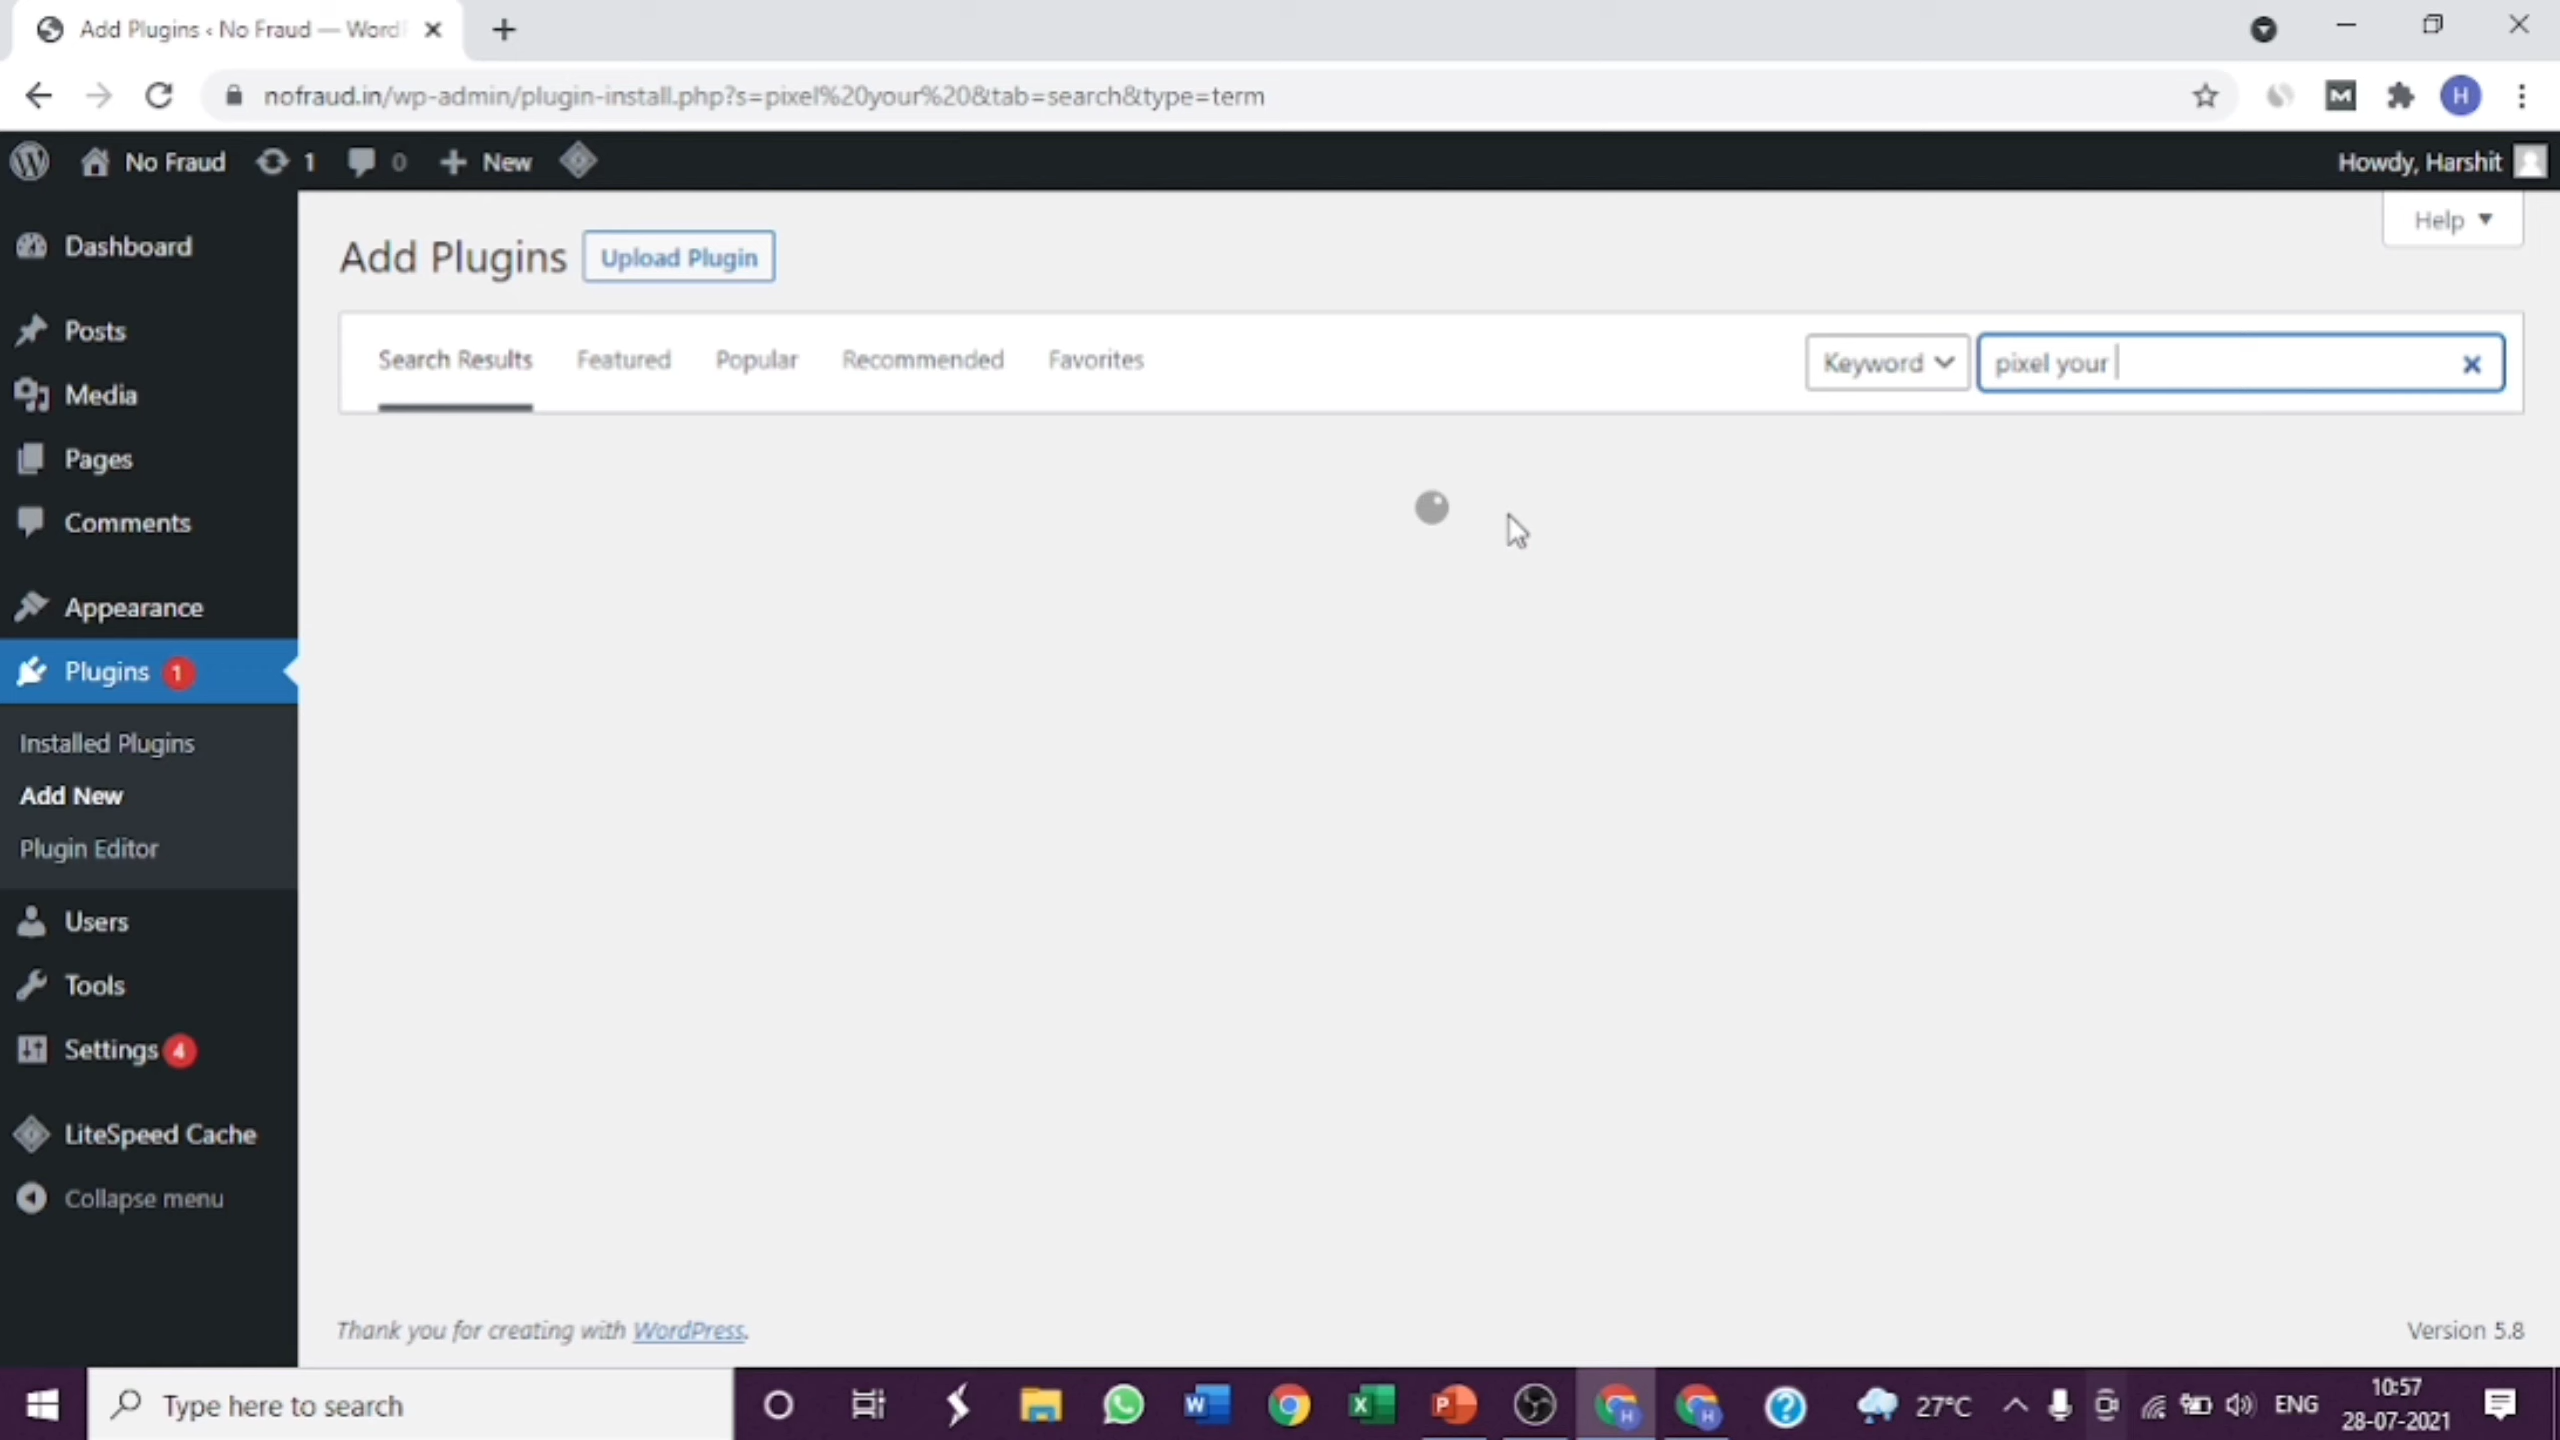 Add Plugins ‹ No Fraud — Word
nofraud.in/wp-admin/plugin-install.php?s=pixel%20your%20&tab=search&type=term
H
No Fraud 1 0 New
Howdy, Harshit
Help
Dashboard
Posts
Media
Pages
Comments
Appearance
Plugins 1
Installed Plugins
Add New
Plugin Editor
Users
Tools
Settings 4
LiteSpeed Cache
Collapse menu
Add Plugins Upload Plugin
Search Results Featured Popular Recommended Favorites
Keyword pixel your
Thank you for creating with WordPress.
Version 5.8
Type here to search
27°C
ENG
10:57
28-07-2021